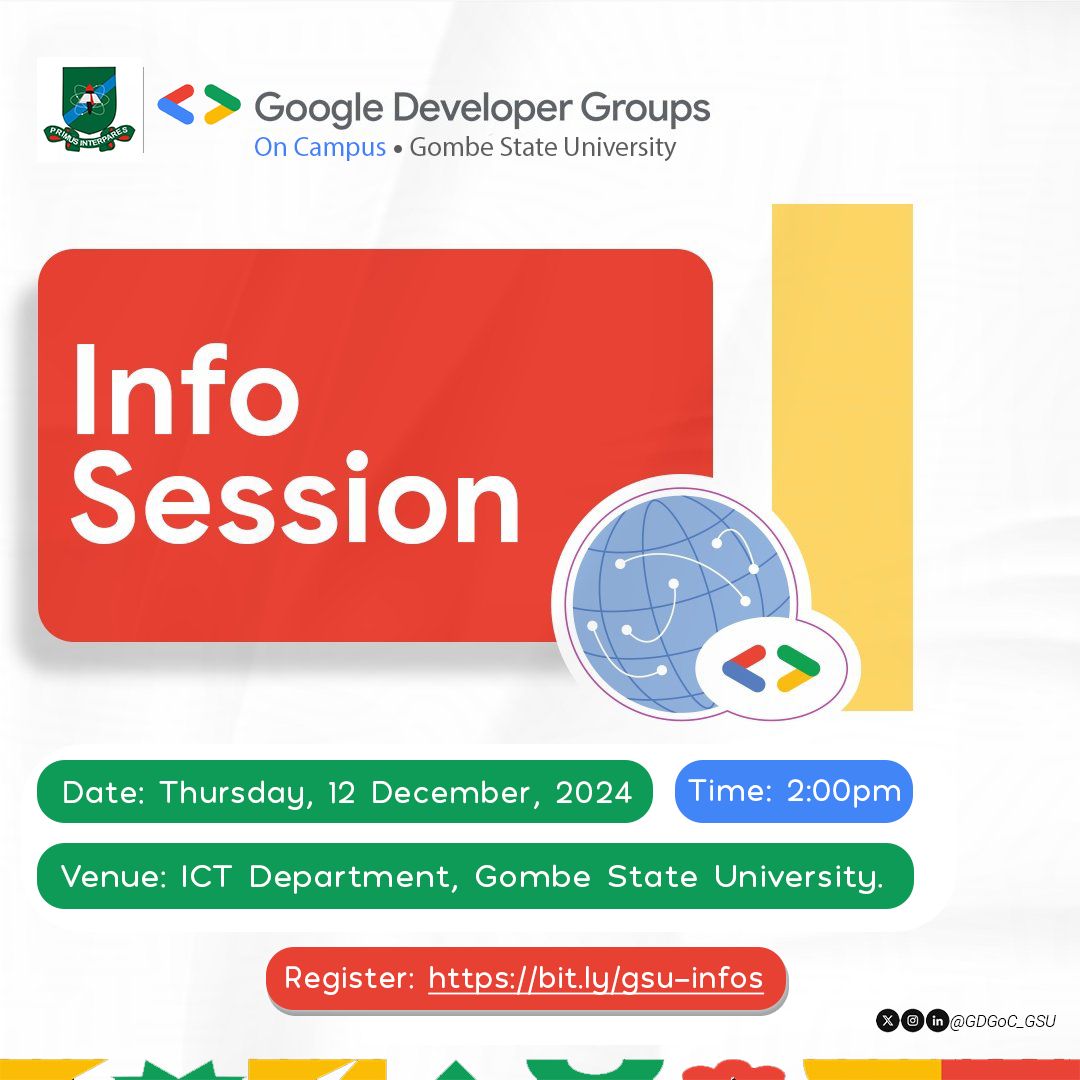 PRIMUS INTERPARES
Google Developer Groups
On Campus • Gombe State University
Info
Session
Date: Thursday, 12 December, 2024
Time: 2:00pm
Venue: ICT Department, Gombe State University.
Register: https://bit.ly/gsu-infos
@GDGoC_GSU